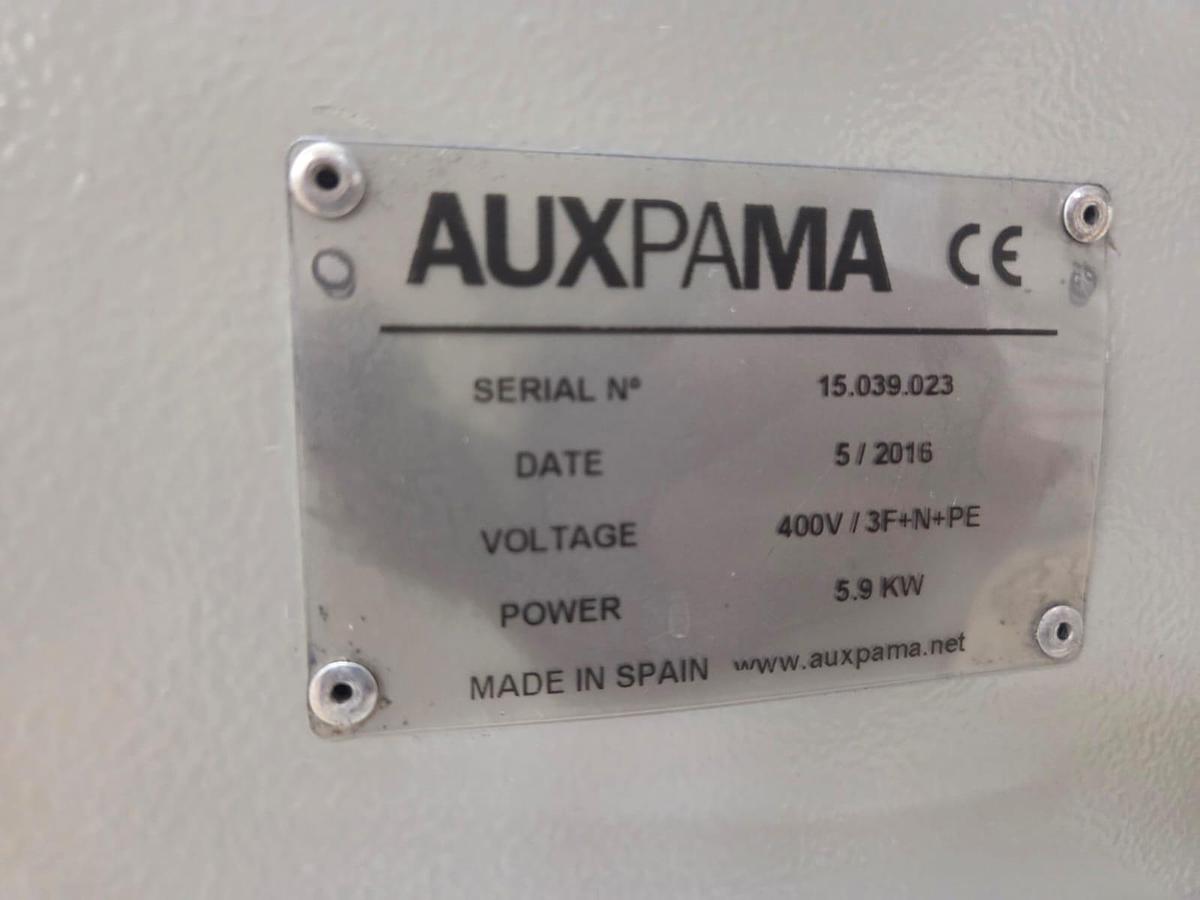 AUXPAMA CE
SERIAL Nº 15.039.023
DATE 5 / 2016
VOLTAGE 400V / 3F+N+PE
POWER 5.9 KW
MADE IN SPAIN www.auxpama.net